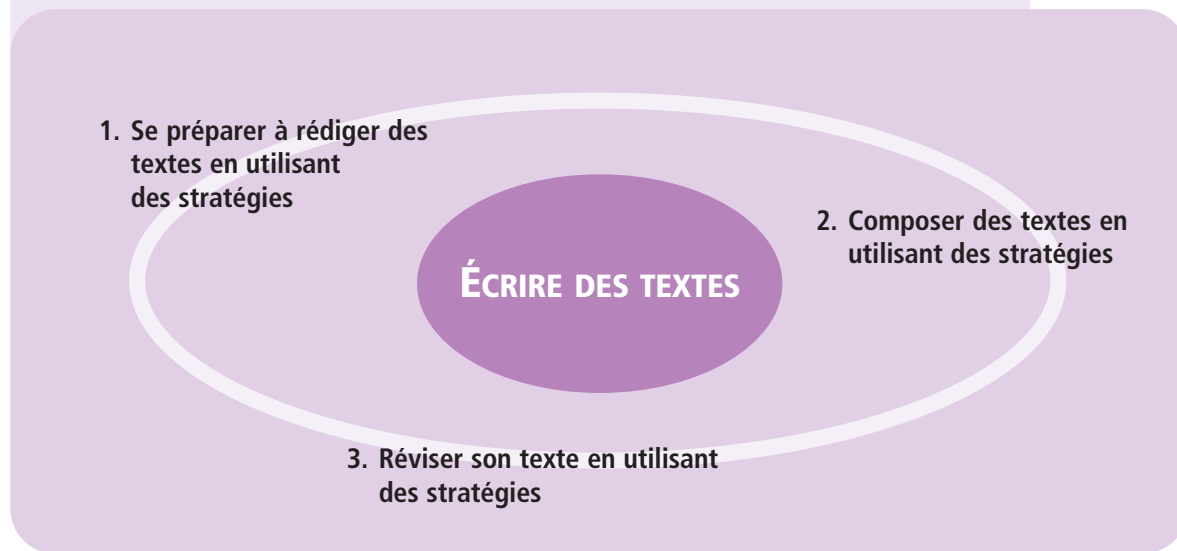 1. Se préparer à rédiger des
textes en utilisant
des stratégies
2. Composer des textes en
utilisant des stratégies
ÉCRIRE DES TEXTES
3. Réviser son texte en utilisant
des stratégies